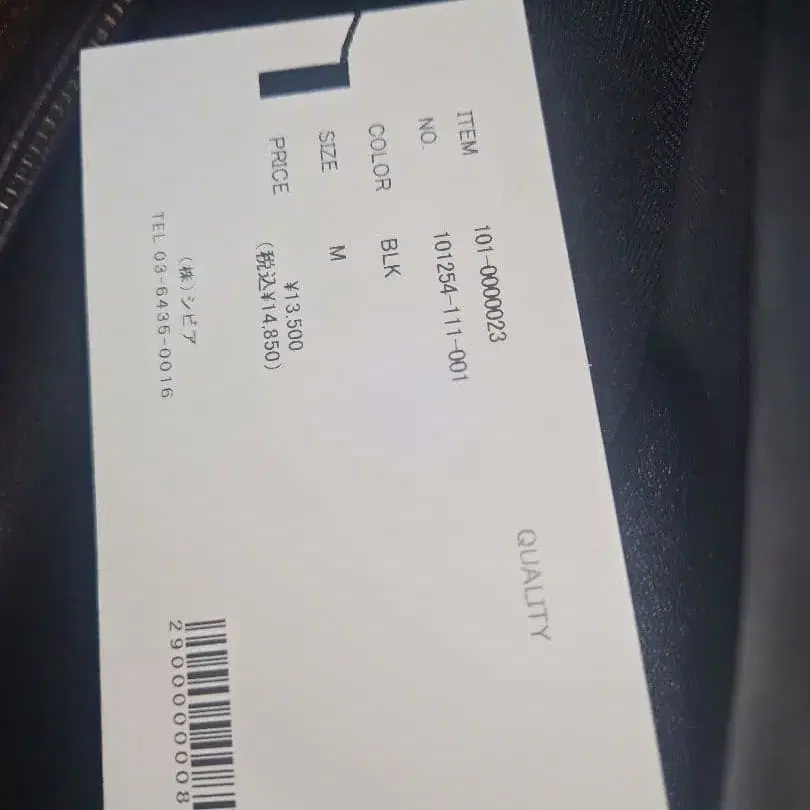 ITEM 101-0000023
NO. 101254-111-001
COLOR BLK
SIZE M
PRICE ¥13,500
(税込¥14,850)
(株)シビア
TEL 03-6435-0016
QUALITY
2900000008